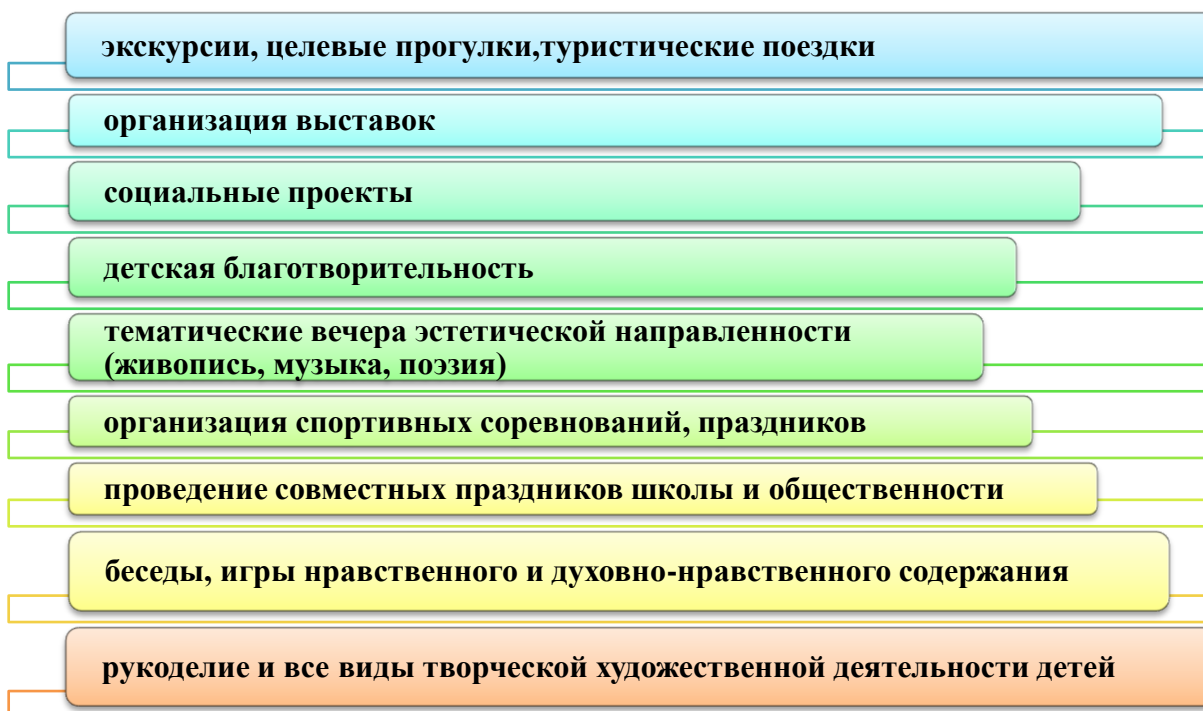 экскурсии, целевые прогулки,туристические поездки
организация выставок
социальные проекты
детская благотворительность
тематические вечера эстетической направленности
(живопись, музыка, поэзия)
организация спортивных соревнований, праздников
проведение совместных праздников школы и общественности
беседы, игры нравственного и духовно-нравственного содержания
рукоделие и все виды творческой художественной деятельности детей